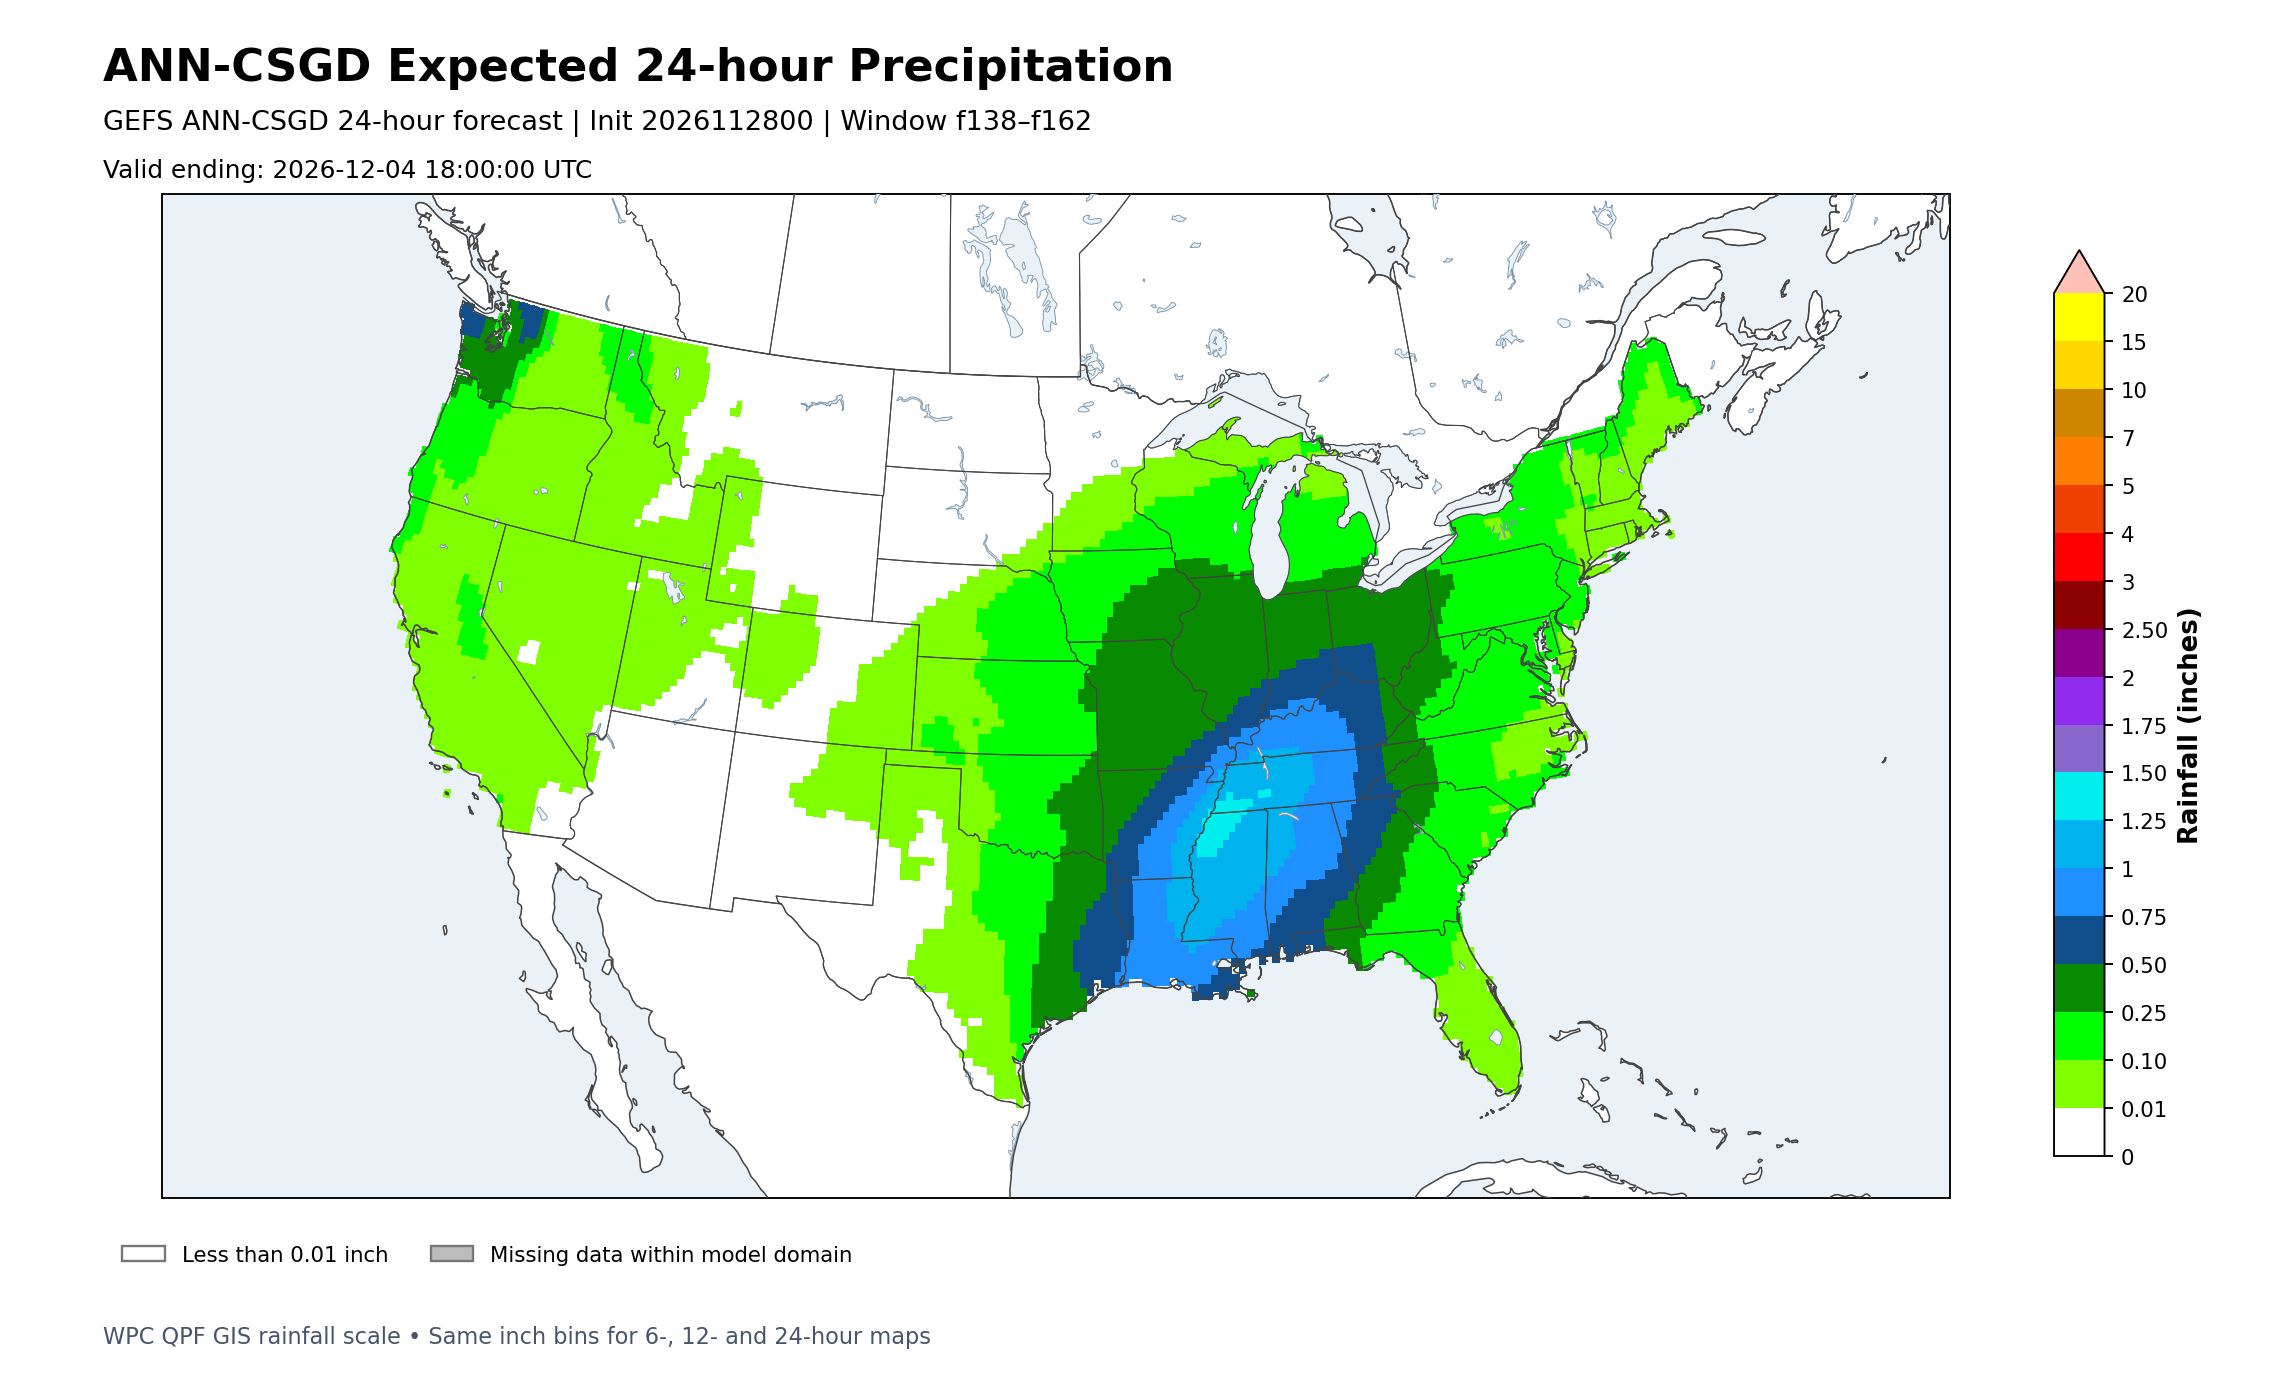 ANN-CSGD Expected 24-hour Precipitation
GEFS ANN-CSGD 24-hour forecast | Init 2026112800 | Window f138–f162
Valid ending: 2026-12-04 18:00:00 UTC
20
15
10
7
5
4
3
2.50
2
1.75
1.50
1.25
1
0.75
0.50
0.25
0.10
0.01
0
Rainfall (inches)
Less than 0.01 inch
Missing data within model domain
WPC QPF GIS rainfall scale • Same inch bins for 6-, 12- and 24-hour maps